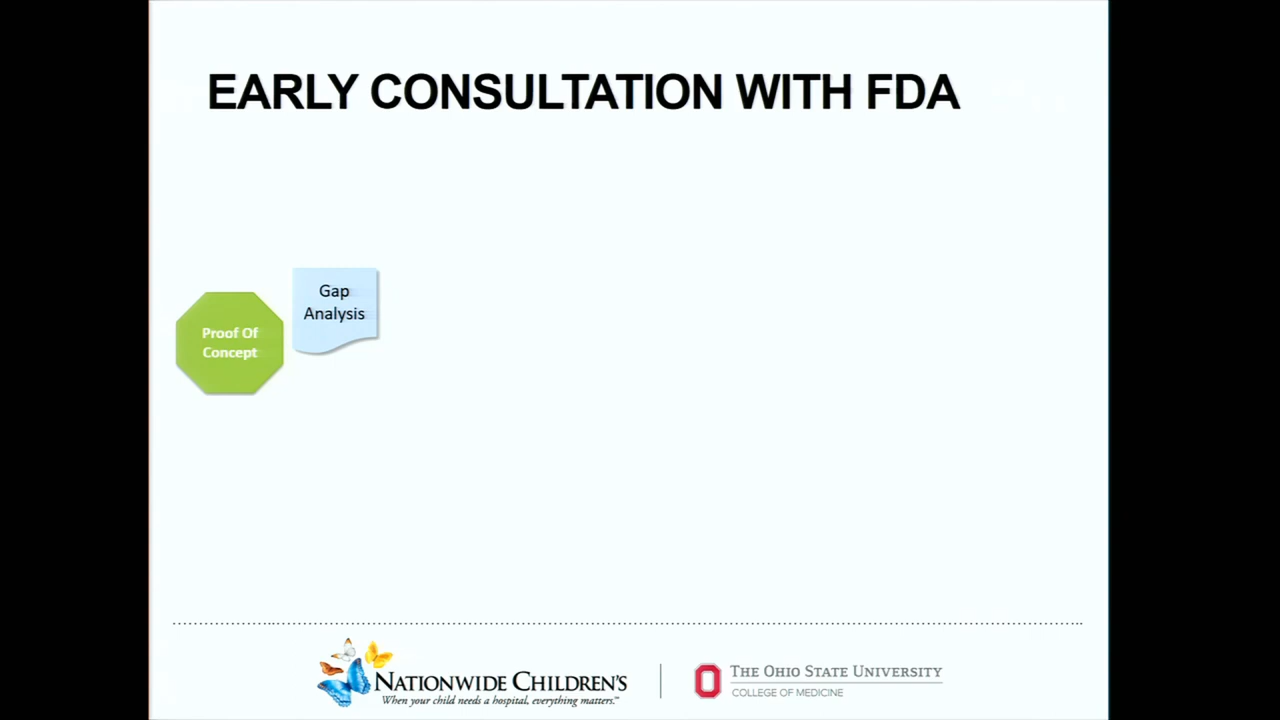 EARLY CONSULTATION WITH FDA
Gap
Analysis
Proof Of
Concept
NATIONWIDE CHILDREN'S
When your child needs a hospital, everything matters.™
THE OHIO STATE UNIVERSITY
COLLEGE OF MEDICINE